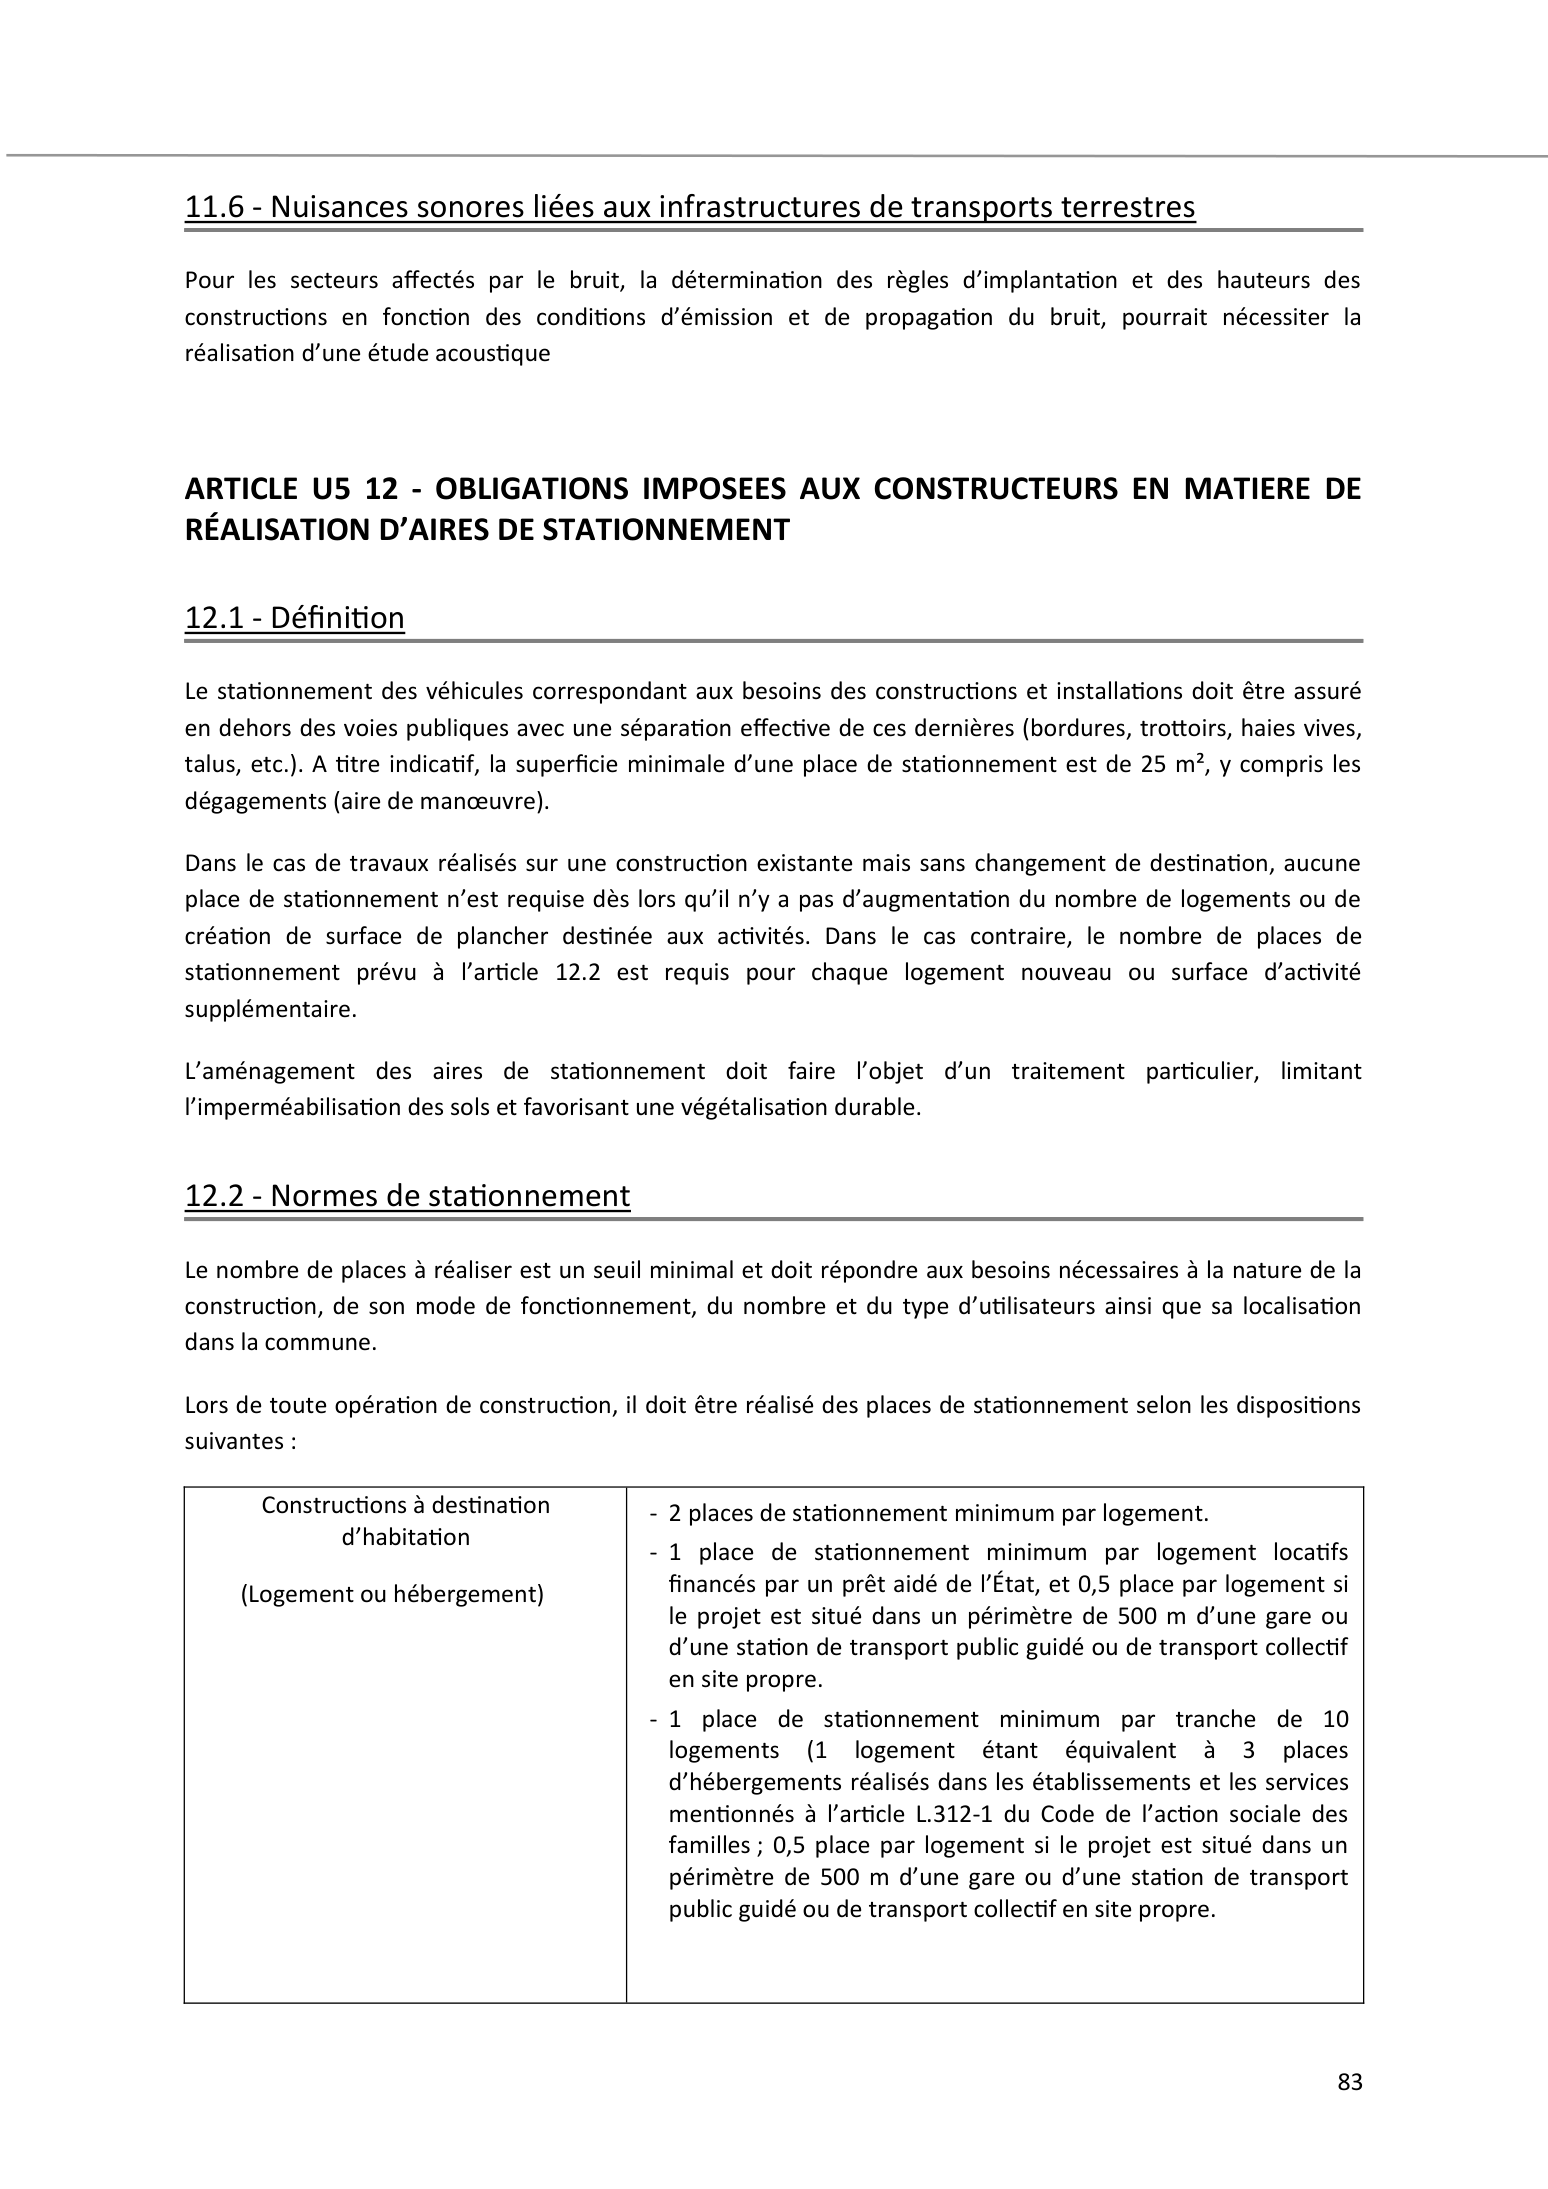 11.6 - Nuisances sonores liées aux infrastructures de transports terrestres
Pour les secteurs affectés par le bruit, la détermination des règles d’implantation et des hauteurs des
constructions en fonction des conditions d’émission et de propagation du bruit, pourrait nécessiter la
réalisation d’une étude acoustique
ARTICLE U5 12 - OBLIGATIONS IMPOSEES AUX CONSTRUCTEURS EN MATIERE DE
RÉALISATION D’AIRES DE STATIONNEMENT
12.1 - Définition
Le stationnement des véhicules correspondant aux besoins des constructions et installations doit être assuré
en dehors des voies publiques avec une séparation effective de ces dernières (bordures, trottoirs, haies vives,
talus, etc.). A titre indicatif, la superficie minimale d’une place de stationnement est de 25 m², y compris les
dégagements (aire de manœuvre).
Dans le cas de travaux réalisés sur une construction existante mais sans changement de destination, aucune
place de stationnement n’est requise dès lors qu’il n’y a pas d’augmentation du nombre de logements ou de
création de surface de plancher destinée aux activités. Dans le cas contraire, le nombre de places de
stationnement prévu à l’article 12.2 est requis pour chaque logement nouveau ou surface d’activité
supplémentaire.
L’aménagement des aires de stationnement doit faire l’objet d’un traitement particulier, limitant
l’imperméabilisation des sols et favorisant une végétalisation durable.
12.2 - Normes de stationnement
Le nombre de places à réaliser est un seuil minimal et doit répondre aux besoins nécessaires à la nature de la
construction, de son mode de fonctionnement, du nombre et du type d’utilisateurs ainsi que sa localisation
dans la commune.
Lors de toute opération de construction, il doit être réalisé des places de stationnement selon les dispositions
suivantes :
Constructions à destination
d’habitation
(Logement ou hébergement)
- 2 places de stationnement minimum par logement.
- 1 place de stationnement minimum par logement locatifs
financés par un prêt aidé de l’État, et 0,5 place par logement si
le projet est situé dans un périmètre de 500 m d’une gare ou
d’une station de transport public guidé ou de transport collectif
en site propre.
- 1 place de stationnement minimum par tranche de 10
logements (1 logement étant équivalent à 3 places
d’hébergements réalisés dans les établissements et les services
mentionnés à l’article L.312-1 du Code de l’action sociale des
familles ; 0,5 place par logement si le projet est situé dans un
périmètre de 500 m d’une gare ou d’une station de transport
public guidé ou de transport collectif en site propre.
83